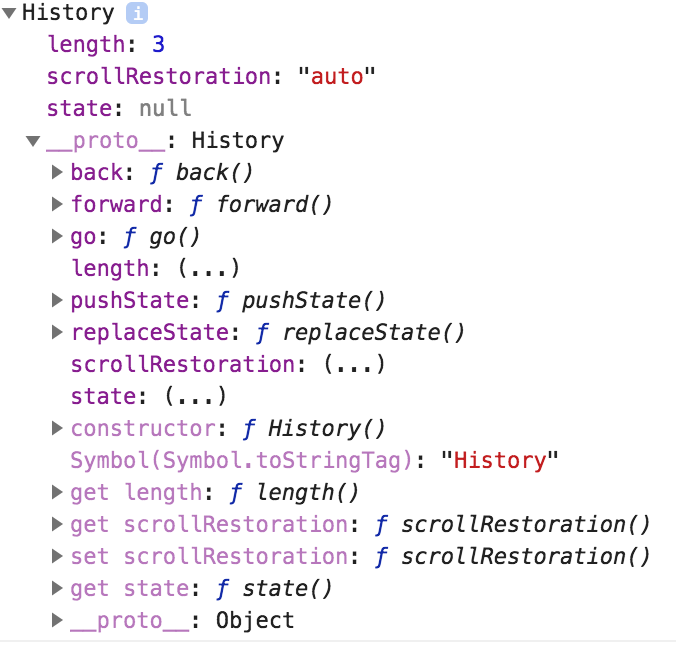 History i
length: 3
scrollRestoration: "auto"
state: null
__proto__: History
back: ƒ back()
forward: ƒ forward()
go: ƒ go()
length: (...)
pushState: ƒ pushState()
replaceState: ƒ replaceState()
scrollRestoration: (...)
state: (...)
constructor: ƒ History()
Symbol(Symbol.toStringTag): "History"
get length: ƒ length()
get scrollRestoration: ƒ scrollRestoration()
set scrollRestoration: ƒ scrollRestoration()
get state: ƒ state()
__proto__: Object